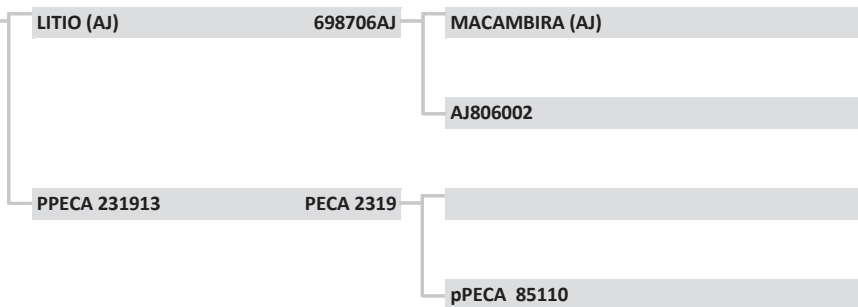 LITIO (AJ) 698706AJ MACAMBIRA (AJ)
AJ806002
PPECA 231913 PECA 2319
pPECA 85110